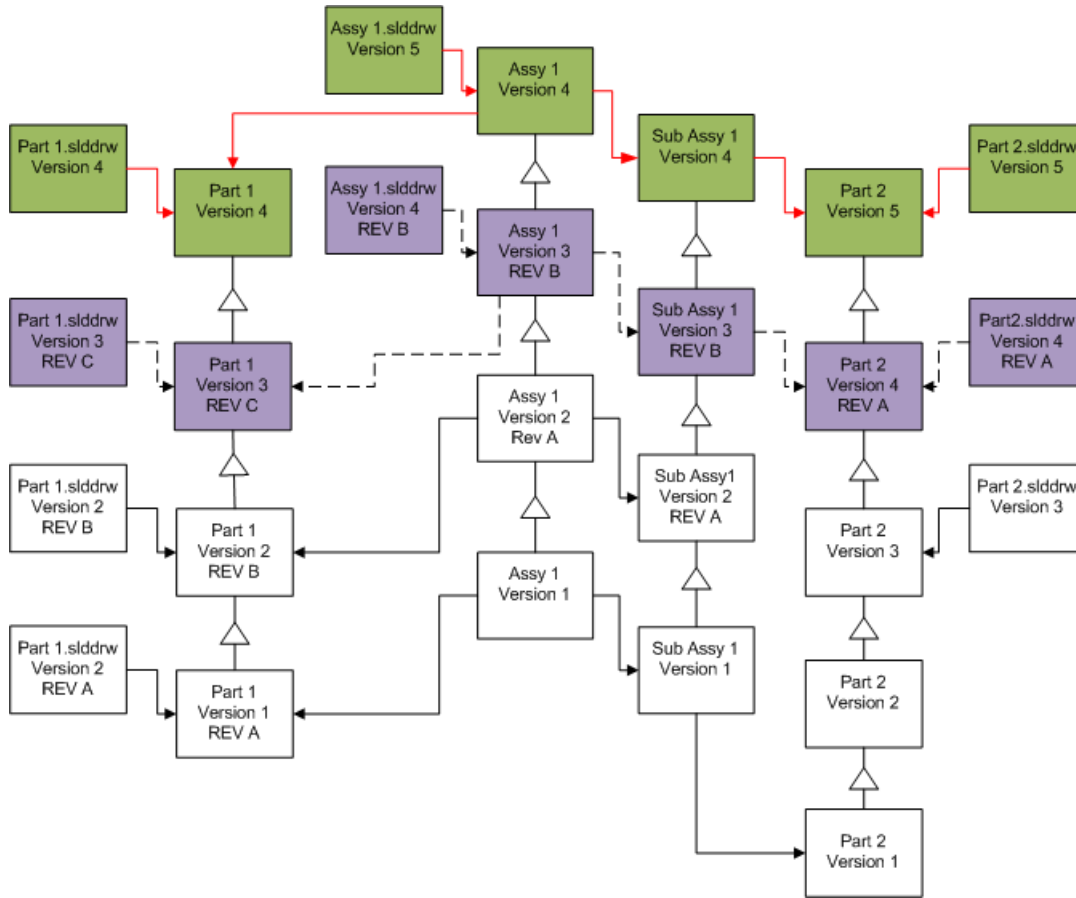 Assy 1.slddrw
Version 5
Assy 1
Version 4
Part 1.slddrw
Version 4
Sub Assy 1
Version 4
Part 2.slddrw
Version 5
Part 1
Version 4
Assy 1.slddrw
Version 4
REV B
Part 2
Version 5
Assy 1
Version 3
REV B
Part 1.slddrw
Version 3
REV C
Sub Assy 1
Version 3
REV B
Part2.slddrw
Version 4
REV A
Part 1
Version 3
REV C
Part 2
Version 4
REV A
Assy 1
Version 2
Rev A
Part 1.slddrw
Version 2
REV B
Sub Assy1
Version 2
REV A
Part 2.slddrw
Version 3
Part 1
Version 2
REV B
Part 2
Version 3
Assy 1
Version 1
Part 1.slddrw
Version 2
REV A
Sub Assy 1
Version 1
Part 1
Version 1
REV A
Part 2
Version 2
Part 2
Version 1